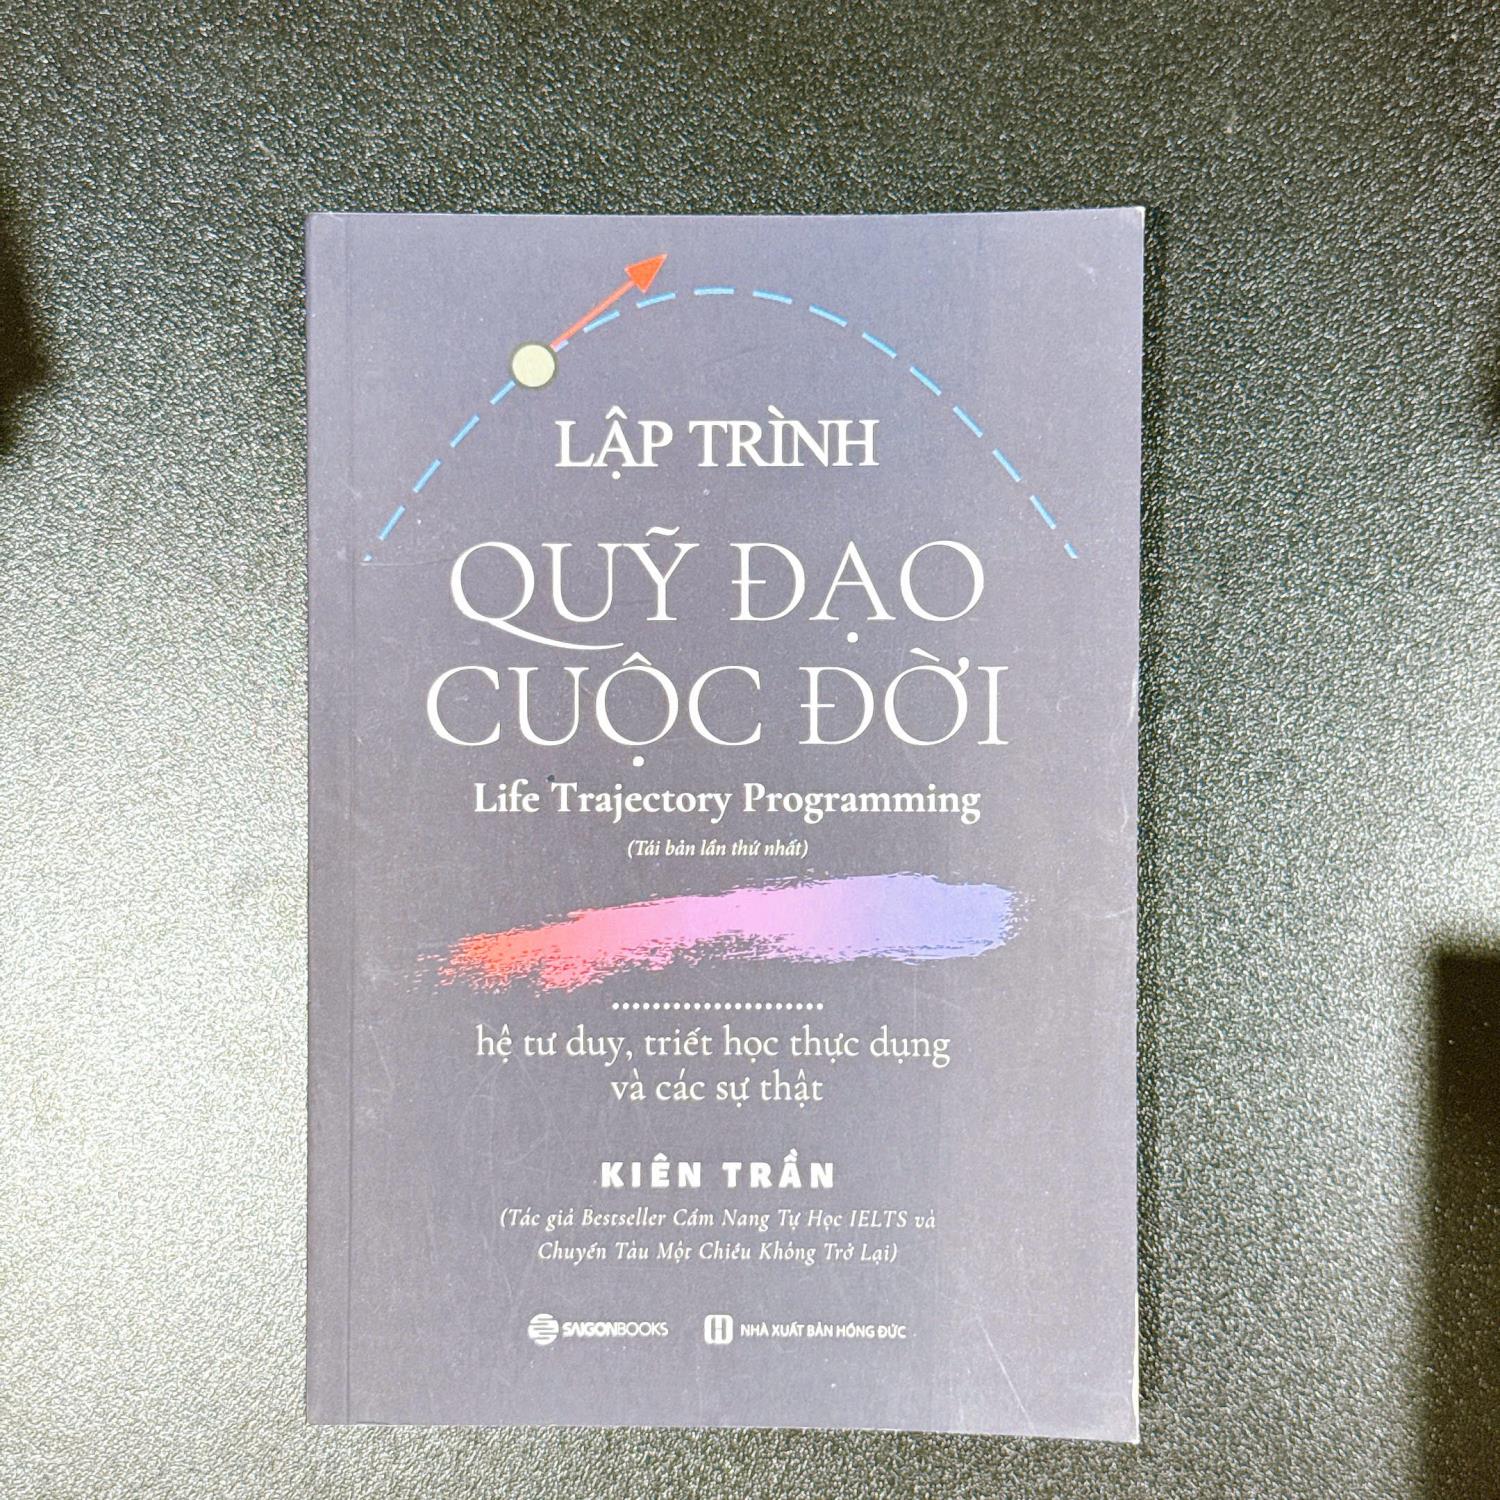 LẬP TRÌNH
QUỸ ĐẠO
CUỘC ĐỜI
Life Trajectory Programming
(Tái bản lần thứ nhất)
hệ tư duy, triết học thực dụng
và các sự thật
KIÊN TRẦN
(Tác giả Bestseller Cẩm Nang Tự Học IELTS và
Chuyến Tàu Một Chiều Không Trở Lại)
SAIGONBOOKS
H NHÀ XUẤT BẢN HỒNG ĐỨC